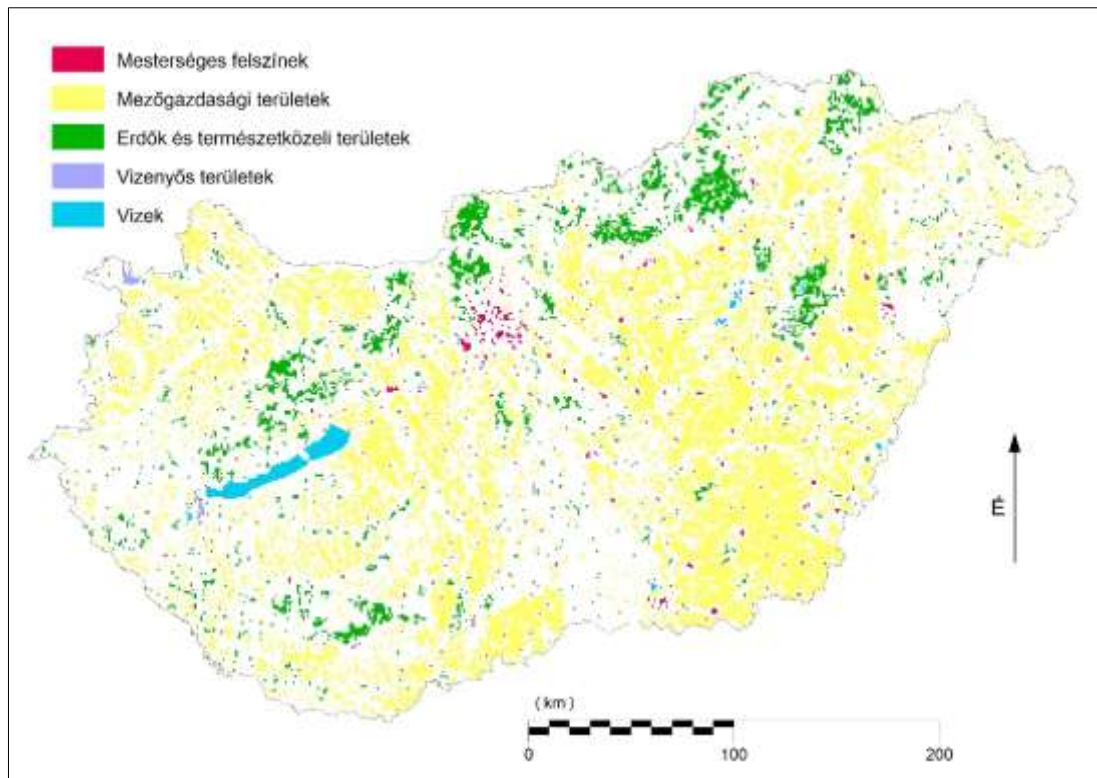 Mesterséges felszínek
Mezőgazdasági területek
Erdők és természetközeli területek
Vizenyős területek
Vizek
É
( km )
0 100 200